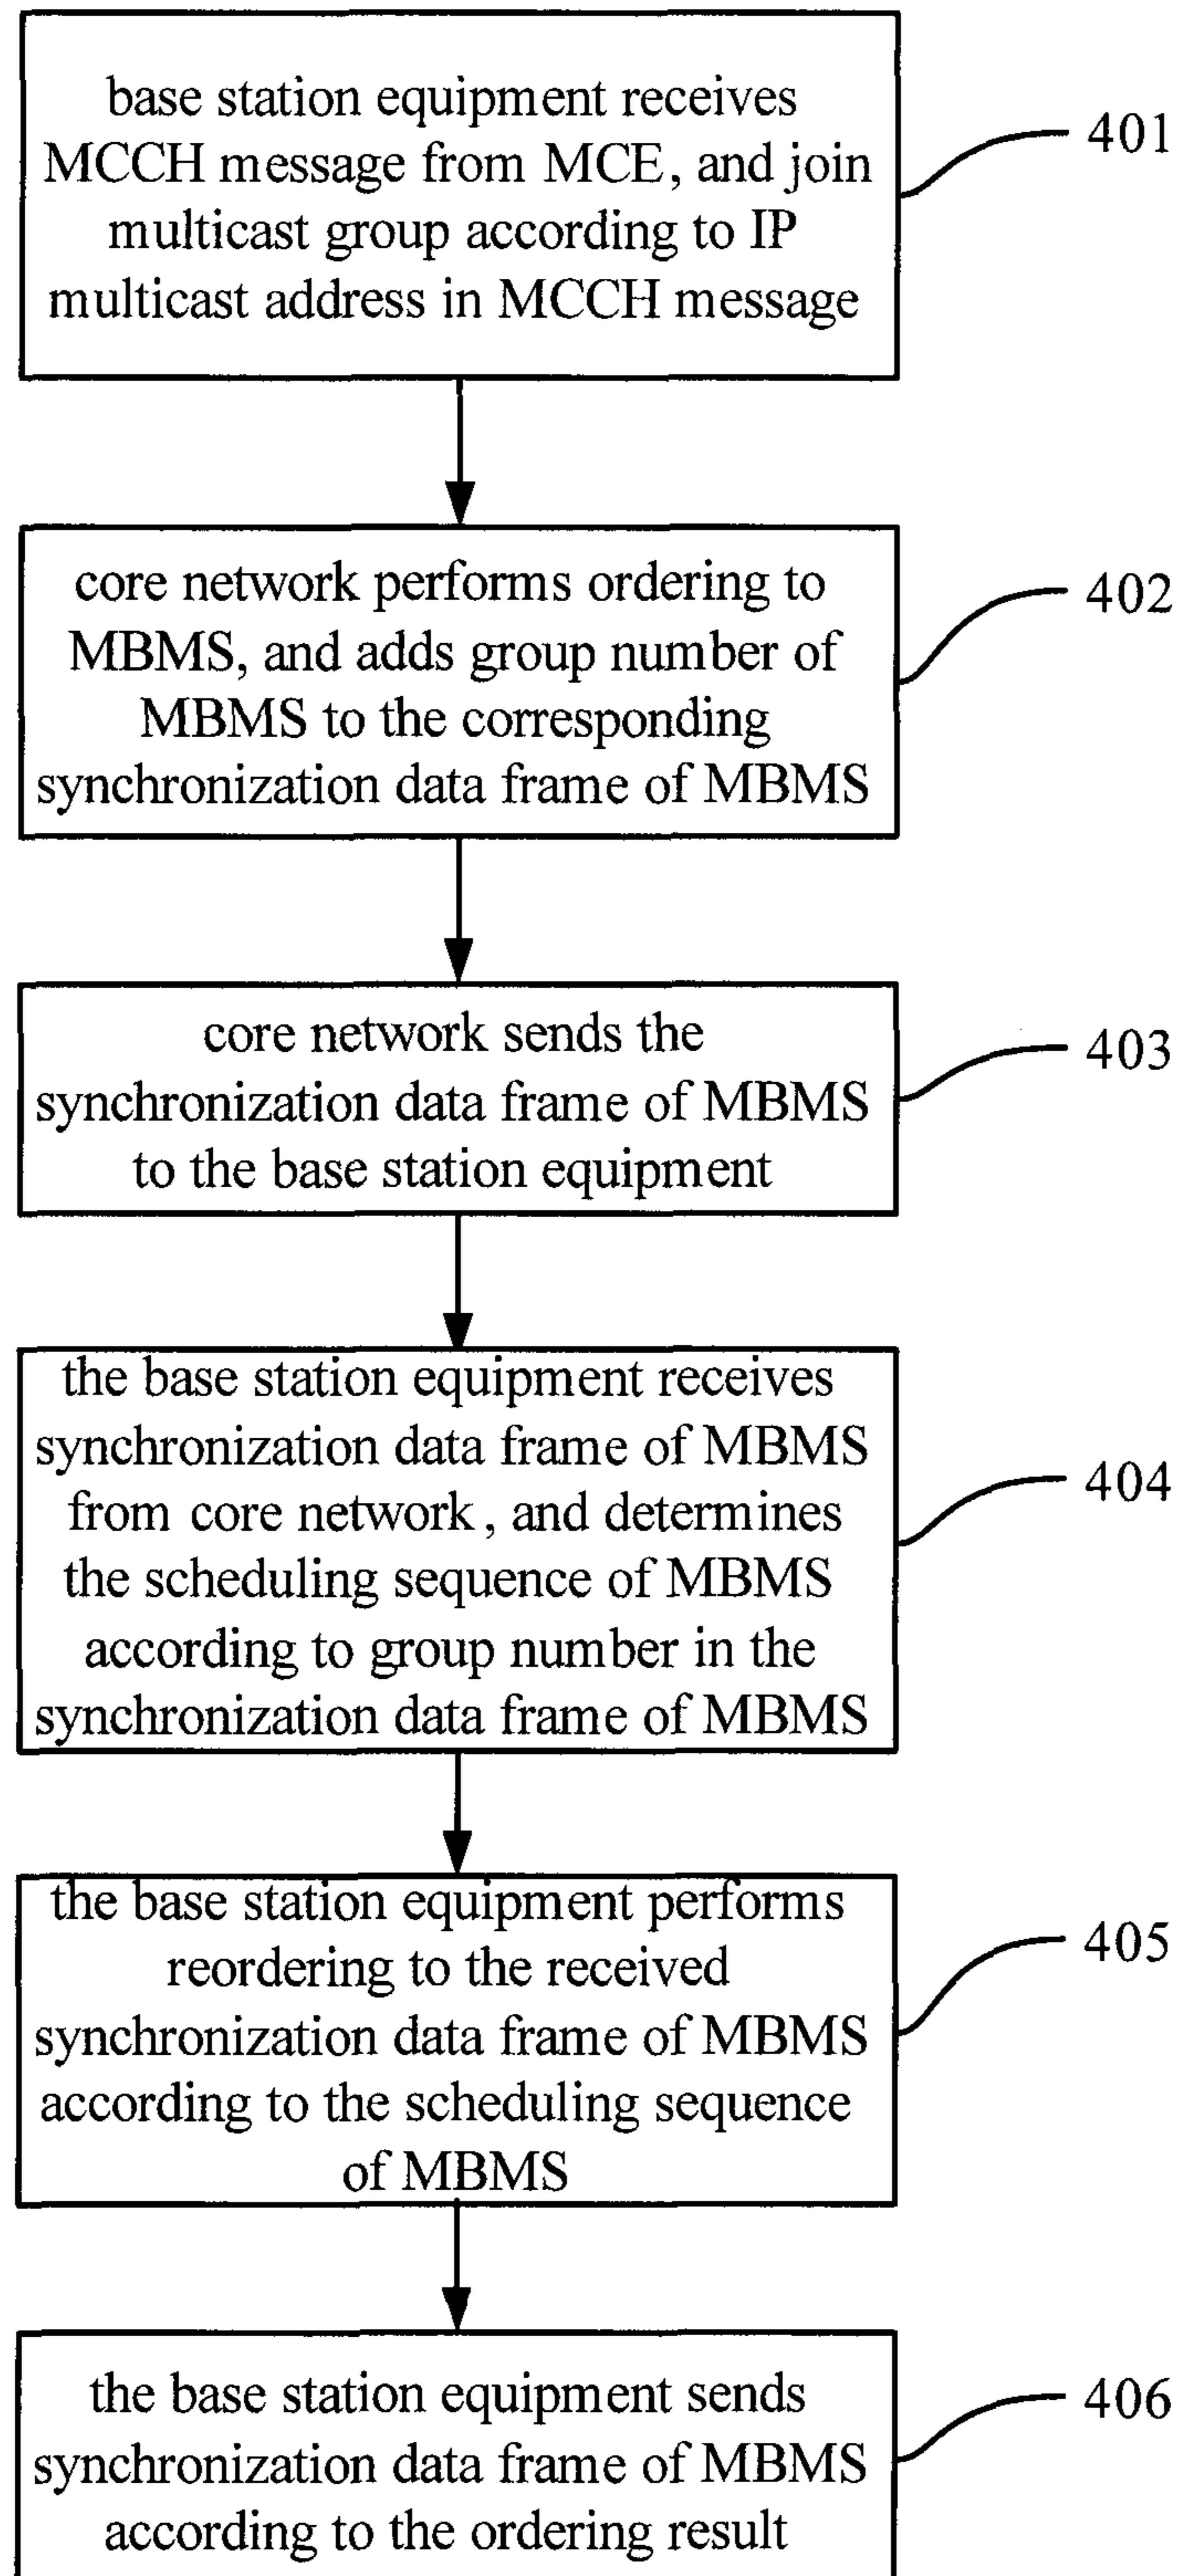 base station equipment receives
MCCH message from MCE, and join
multicast group according to IP
multicast address in MCCH message
401
core network performs ordering to
MBMS, and adds group number of
MBMS to the corresponding
synchronization data frame of MBMS
402
core network sends the
synchronization data frame of MBMS
to the base station equipment
403
the base station equipment receives
synchronization data frame of MBMS
from core network, and determines
the scheduling sequence of MBMS
according to group number in the
synchronization data frame of MBMS
404
the base station equipment performs
reordering to the received
synchronization data frame of MBMS
according to the scheduling sequence
of MBMS
405
the base station equipment sends
synchronization data frame of MBMS
according to the ordering result
406